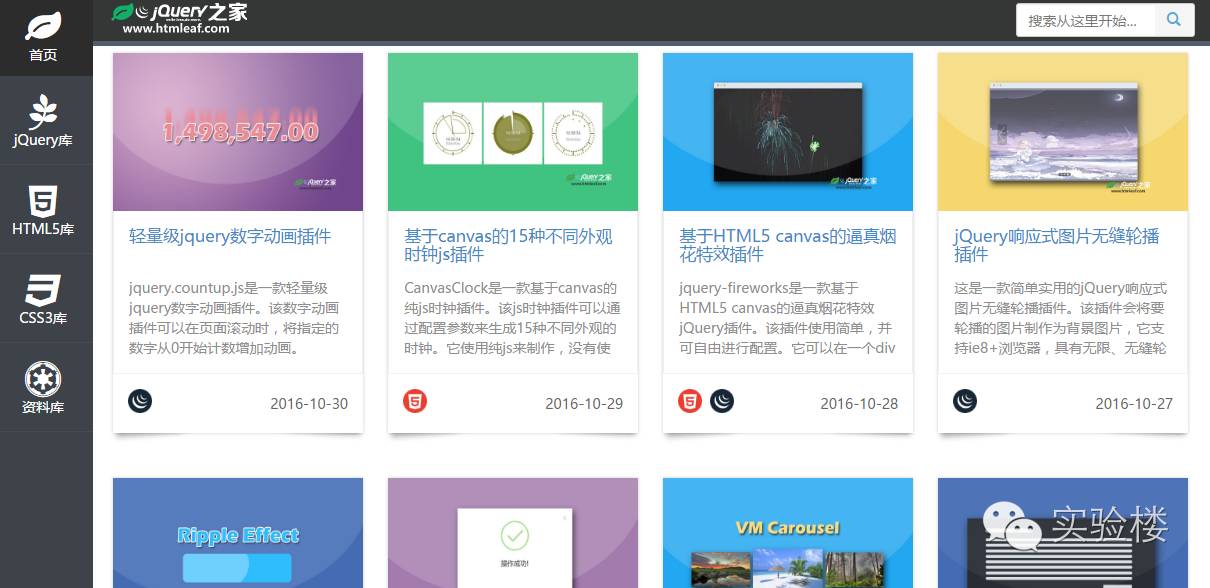 首页
jQuery库
HTML5库
CSS3库
资料库
jQuery之家
www.htmleaf.com
搜索从这里开始...
1,498,547.00
jQuery之家
www.htmleaf.com
轻量级jquery数字动画插件
jquery.countup.js是一款轻量级
jquery数字动画插件。该数字动画
插件可以在页面滚动时，将指定的
数字从0开始计数增加动画。
2016-10-30
jQuery之家
www.htmleaf.com
基于canvas的15种不同外观
时钟js插件
CanvasClock是一款基于canvas的
纯js时钟插件。该js时钟插件可以通
过配置参数来生成15种不同外观的
时钟。它使用纯js来制作，没有使
2016-10-29
jQuery之家
www.htmleaf.com
基于HTML5 canvas的逼真烟
花特效插件
jquery-fireworks是一款基于
HTML5 canvas的逼真烟花特效
jQuery插件。该插件使用简单，并
可自由进行配置。它可以在一个div
2016-10-28
jQuery之家
www.htmleaf.com
jQuery响应式图片无缝轮播
插件
这是一款简单实用的jQuery响应式
图片无缝轮播插件。该插件会将要
轮播的图片制作为背景图片，它支
持ie8+浏览器，具有无限、无缝轮
2016-10-27
Ripple Effect
操作成功!
VM Carousel
实验楼